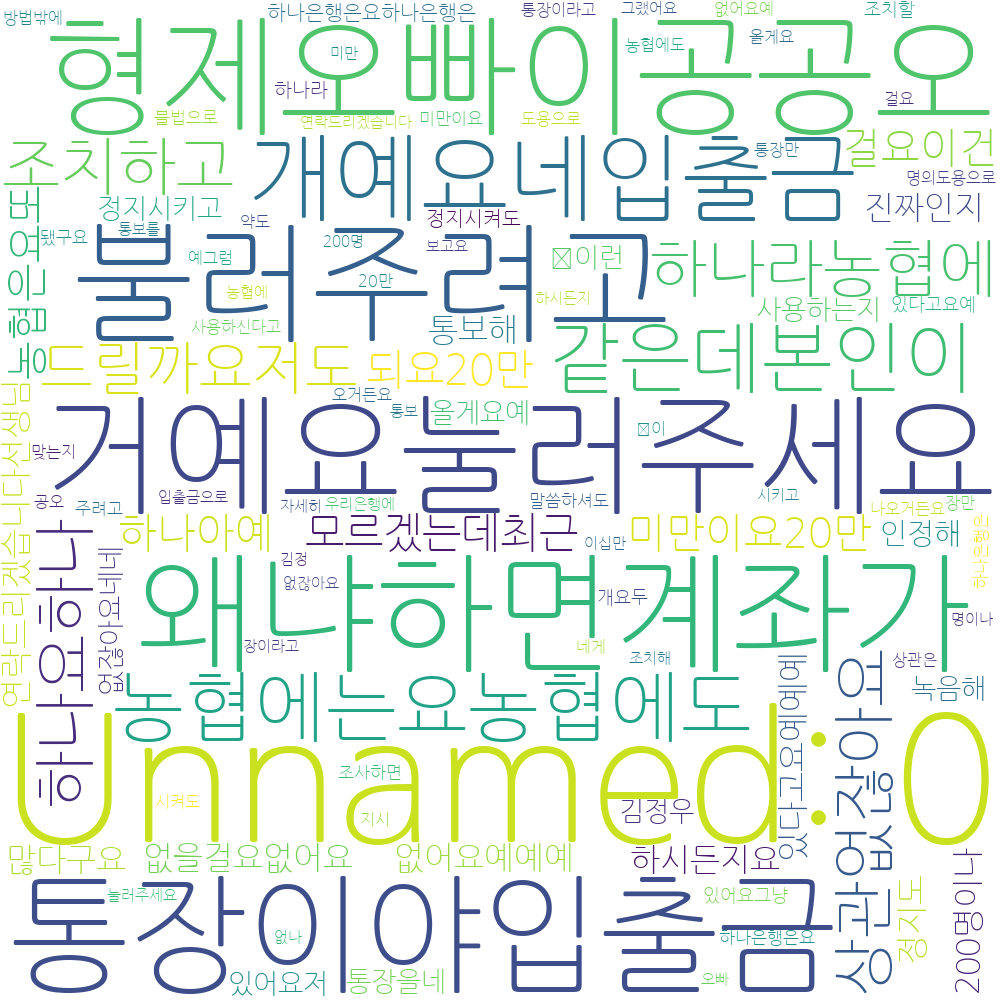 방법밖에
하나은행은요하나은행은
통장이라고
그랬어요
없어요예
조치할
형제오빠이공공오
미만
농협에도
올게요
하나라
걸요
불법으로
연락드리겠습니다
미만이요
도용으로
조치하고
개예요네입출금
통장만
걸요이건
명의도용으로
정지시키고
약도
정지시켜도
진짜인지
농협은요또
됐구요
통보를
불러주려고
200명
보고요
이런
하나라농협에
예그럼
20만
농협에
하시든지
사용하는지
있다고요예
사용하신다고
통보해
드릴까요저도
되요20만
같은데본인이
오거든요
통보
올게요예
거예요눌러주세요
이
맞는지
공오
주려고
입출금으로
자세히
우리은행에
말씀하셔도
시키고
나오거든요
장만
연락드리겠습니다선생님
하나요하나
하나아예
모르겠는데최근
이십만
미만이요20만
인정해
하나은행은
없잖아요네네
김정
없잖아요
왜냐하면계좌가
개요두
명이나
장이라고
네게
조치해
상관은
농협에는요농협에도
있다고요예예예
상관없잖아요
녹음해
Unnamed: 0
조사하면
시켜도
지시
김정우
많다구요
없을걸요없어요
없어요예예예
하시든지요
통장이야입출금
눌러주세요
있어요그냥
정지도
200명이나
없나
하나은행은요
있어요저
통장을네
오빠